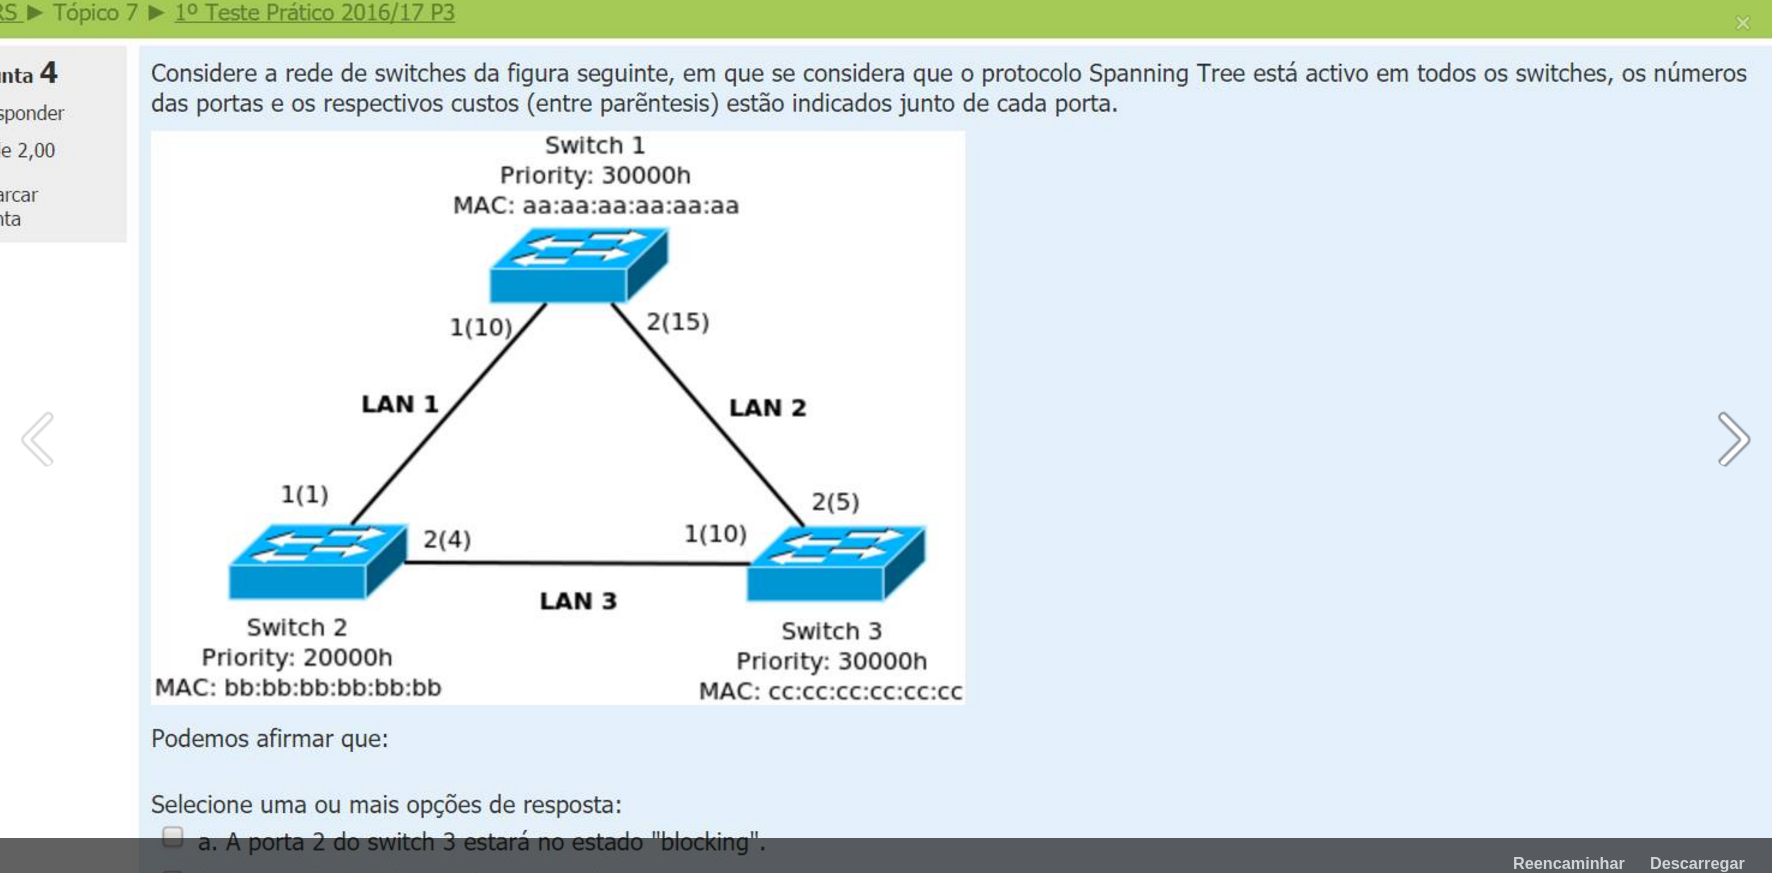 RS ► Tópico 7 ► 1º Teste Prático 2016/17 P3
×
nta 4
sponder
e 2,00
arcar
nta
Considere a rede de switches da figura seguinte, em que se considera que o protocolo Spanning Tree está activo em todos os switches, os números
das portas e os respectivos custos (entre parẽntesis) estão indicados junto de cada porta.
Switch 1
Priority: 30000h
MAC: aa:aa:aa:aa:aa:aa
1(10)
2(15)
LAN 1
LAN 2
1(1)
2(5)
2(4)
1(10)
LAN 3
Switch 2
Priority: 20000h
MAC: bb:bb:bb:bb:bb:bb
Switch 3
Priority: 30000h
MAC: cc:cc:cc:cc:cc:cc
Podemos afirmar que:
Selecione uma ou mais opções de resposta:
a. A porta 2 do switch 3 estará no estado "blocking".
Reencaminhar Descarregar